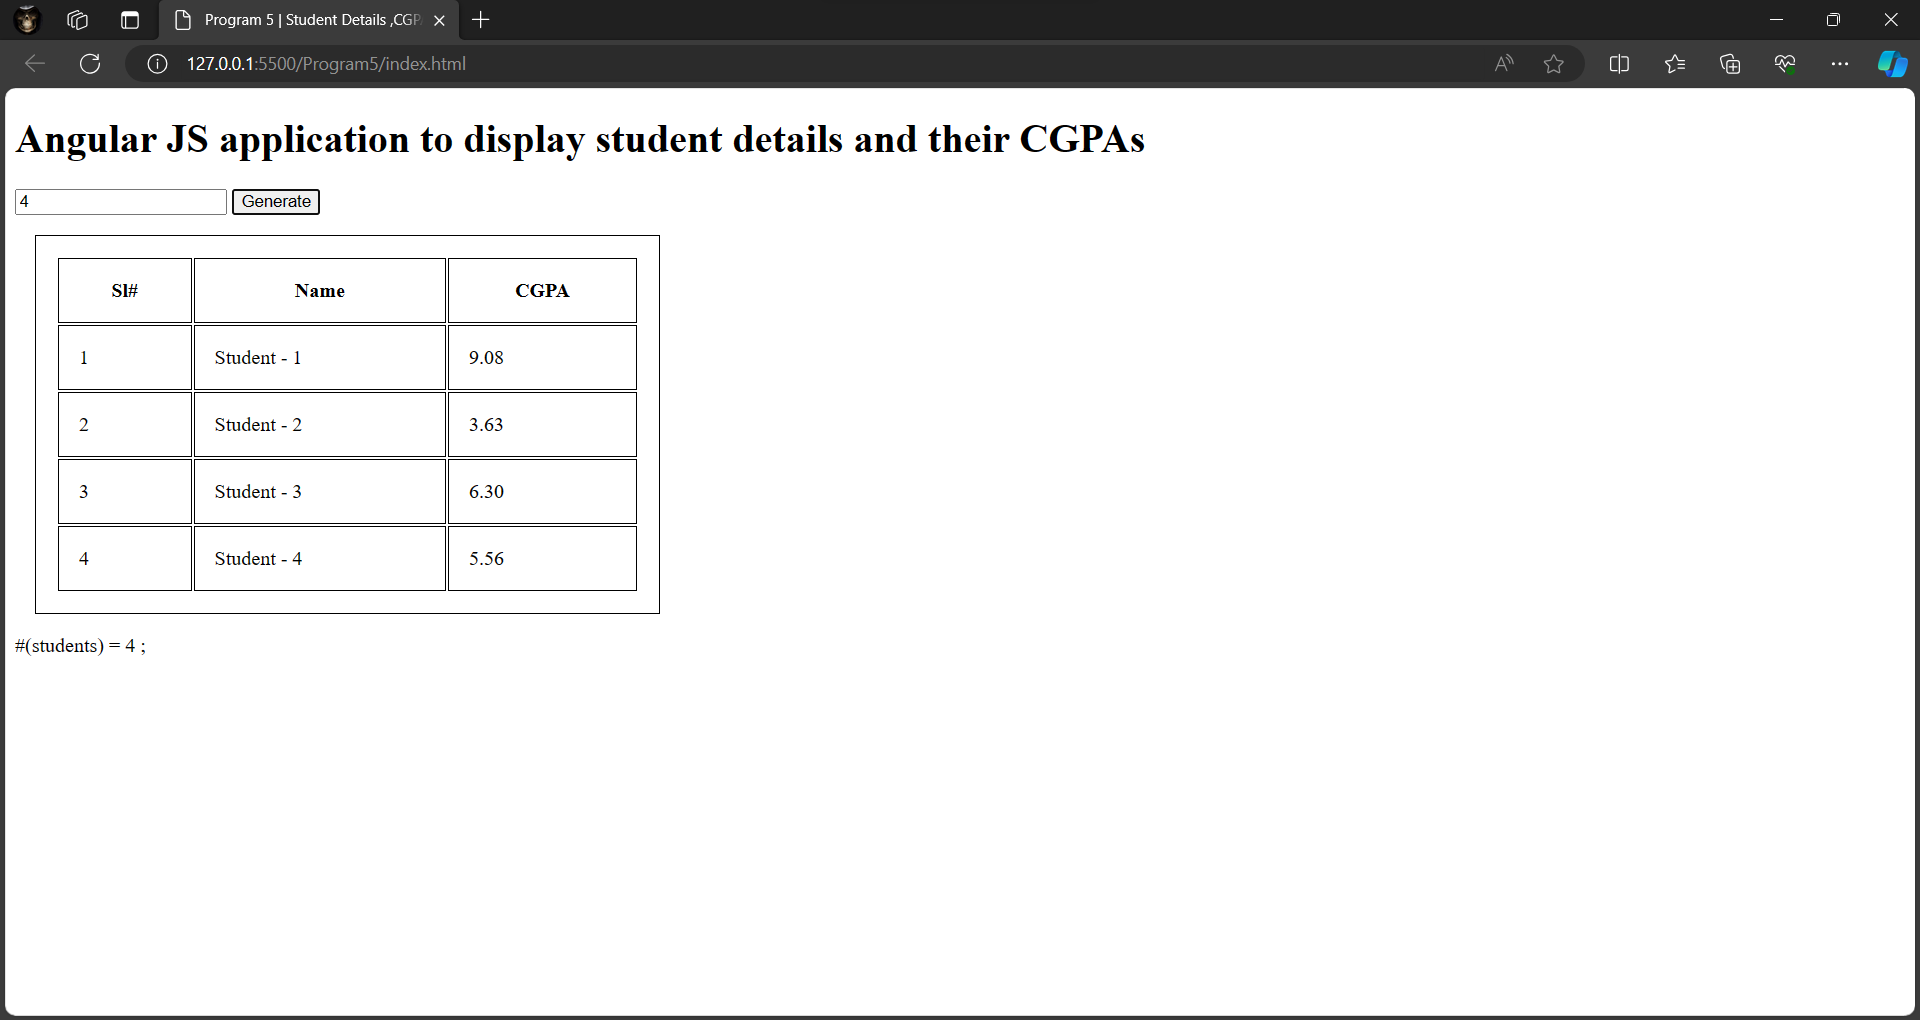 Program 5 | Student Details ,CGP
127.0.0.1:5500/Program5/index.html
Angular JS application to display student details and their CGPAs
4 Generate
Sl# Name CGPA
1 Student - 1 9.08
2 Student - 2 3.63
3 Student - 3 6.30
4 Student - 4 5.56
#(students) = 4 ;